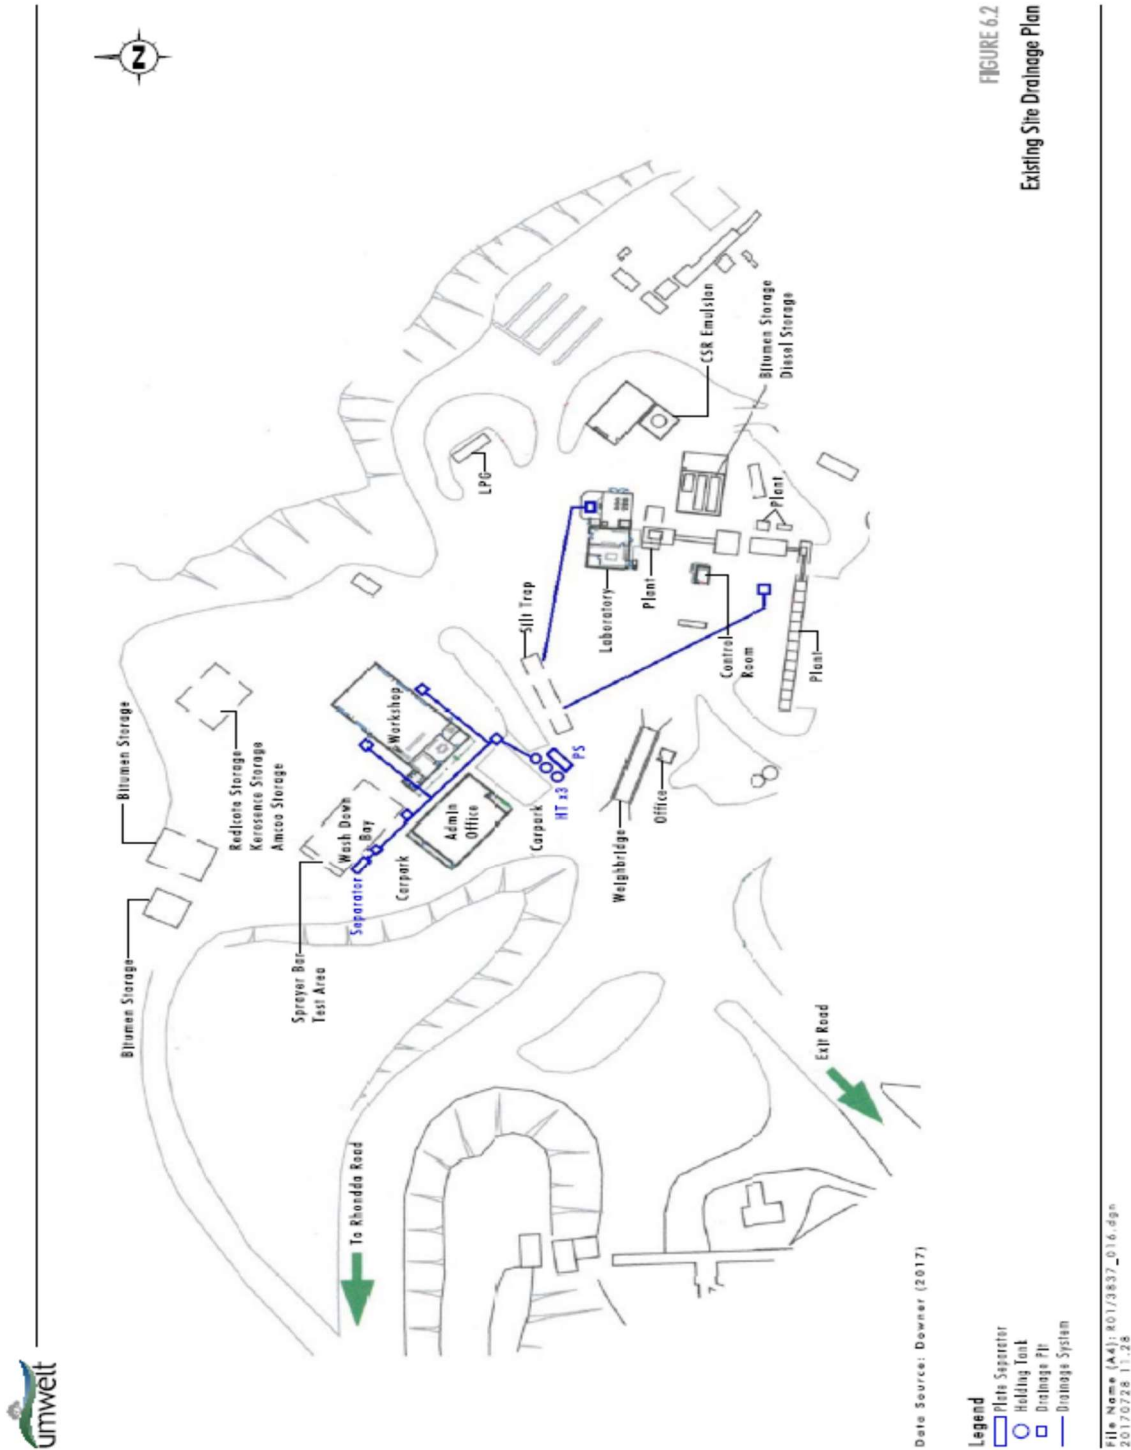 umwelt
N
FIGURE 6.2
Existing Site Drainage Plan
Bitumen Storage
Bitumen Storage
Redicote Storage
Kerosence Storage
Amcoa Storage
Sprayer Bar
Test Area
Wash Down
Bay
Separator
Carpark
Workshop
Admin
Office
Carpark
HT x3
PS
Silt Trap
LPG
Laboratory
Plant
CSR Emulsion
Bitumen Storage
Diesel Storage
Plant
Control
Room
Plant
Weighbridge
Office
To Rhondda Road
Exit Road
Data Source: Downer (2017)
Legend
Plate Separator
Holding Tank
Drainage Pit
Drainage System
File Name (A4): R01/3837_016.dgn
20170728 11.28